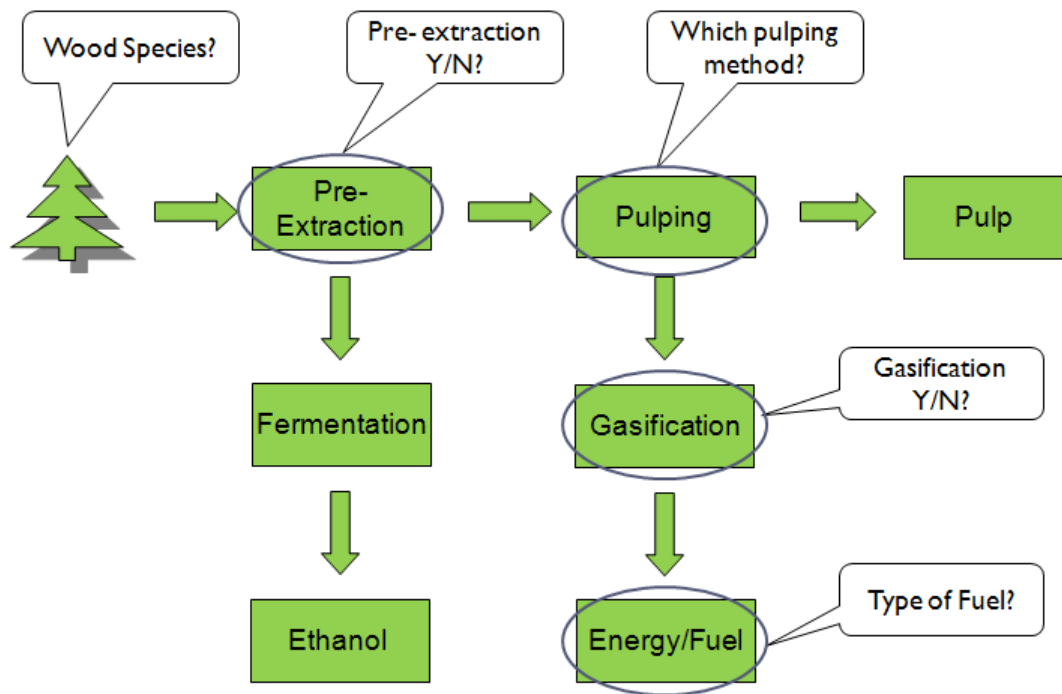 Wood Species?
Pre- extraction
Y/N?
Which pulping
method?
Pre-
Extraction
Pulping
Pulp
Fermentation
Gasification
Gasification
Y/N?
Ethanol
Energy/Fuel
Type of Fuel?